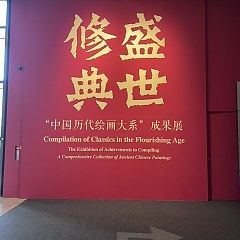 盛世
修典
“中国历代绘画大系”成果展
Compilation of Classics in the Flourishing Age
The Exhibition of Achievements in Compiling
A Comprehensive Collection of Ancient Chinese Paintings